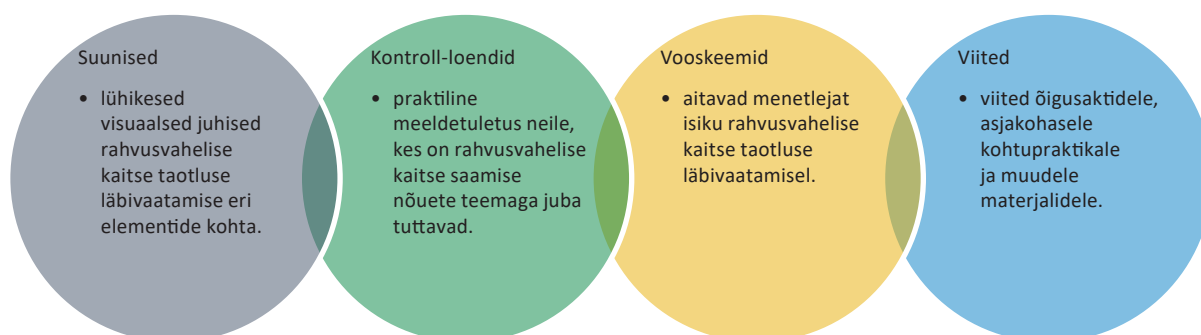 Suunised
• lühikesed
visuaalsed juhised
rahvusvahelise
kaitse taotluse
läbivaatamise eri
elementide kohta.
Kontroll-loendid
• praktiline
meeldetuletus neile,
kes on rahvusvahelise
kaitse saamise
nõuete teemaga juba
tuttavad.
Vooskeemid
• aitavad menetlejat
isiku rahvusvahelise
kaitse taotluse
läbivaatamisel.
Viited
• viited õigusaktidele,
asjakohasele
kohtupraktikale
ja muudele
materjalidele.